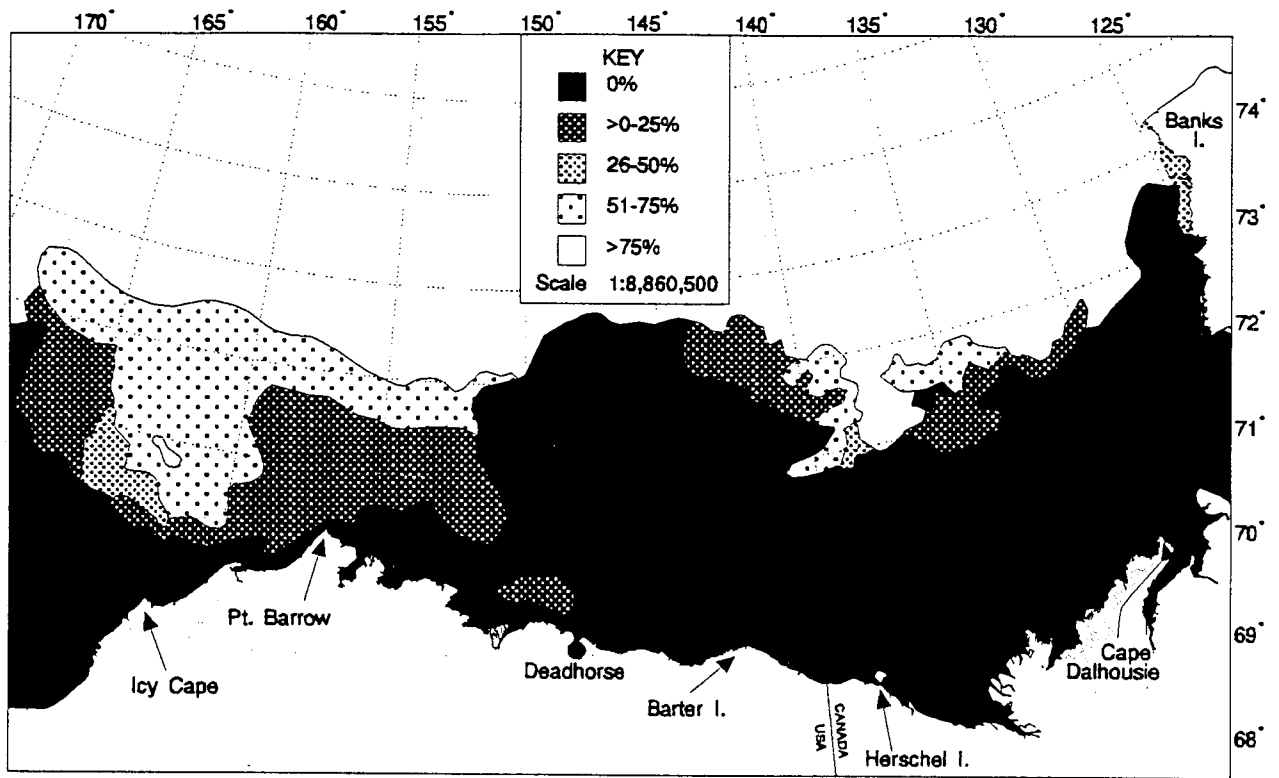 170° 165° 160° 155° 150° 145° 140° 135° 130° 125°
KEY
0%
>0-25%
26-50%
51-75%
>75%
Scale 1:8,860,500
74°
Banks
I.
73°
72°
71°
70°
69°
68°
Pt. Barrow
Icy Cape
Deadhorse
Barter I.
USA
CANADA
Herschel I.
Cape
Dalhousie